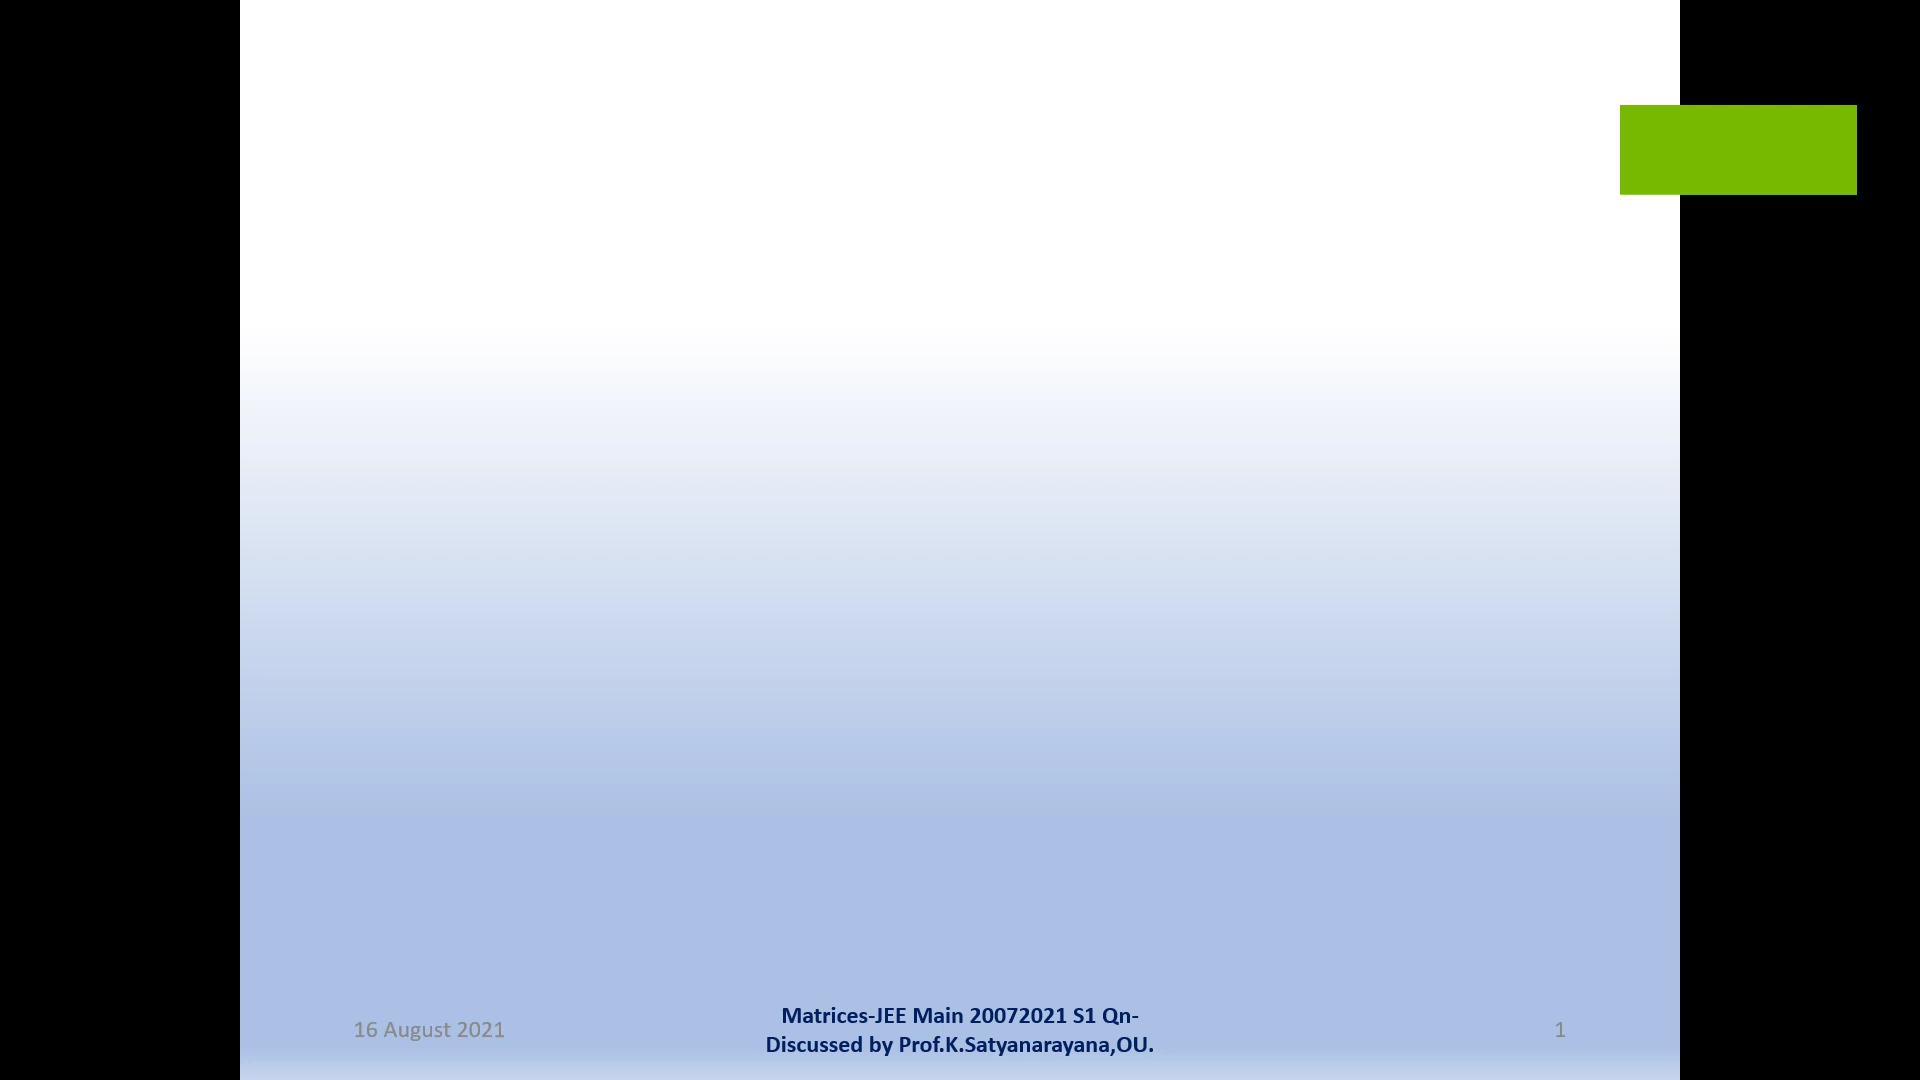 16 August 2021
Matrices-JEE Main 20072021 S1 Qn-
Discussed by Prof.K.Satyanarayana,OU.
1